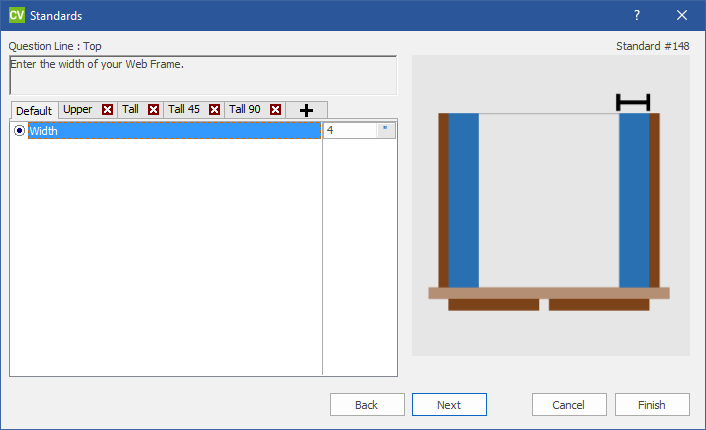 CV Standards ?
Question Line : Top Standard #148
Enter the width of your Web Frame.
Default Upper Tall Tall 45 Tall 90
Width 4 "
Back Next Cancel Finish